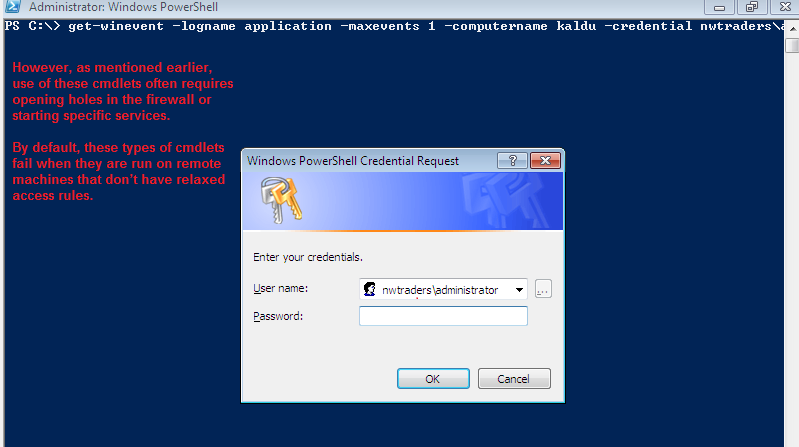 Administrator: Windows PowerShell
PS C:\> get-winevent -logname application -maxevents 1 -computername kaldu -credential nwtraders\a
However, as mentioned earlier,
use of these cmdlets often requires
opening holes in the firewall or
starting specific services.
By default, these types of cmdlets
fail when they are run on remote
machines that don't have relaxed
access rules.
Windows PowerShell Credential Request
Enter your credentials.
User name:
nwtraders\administrator
...
Password:
OK
Cancel